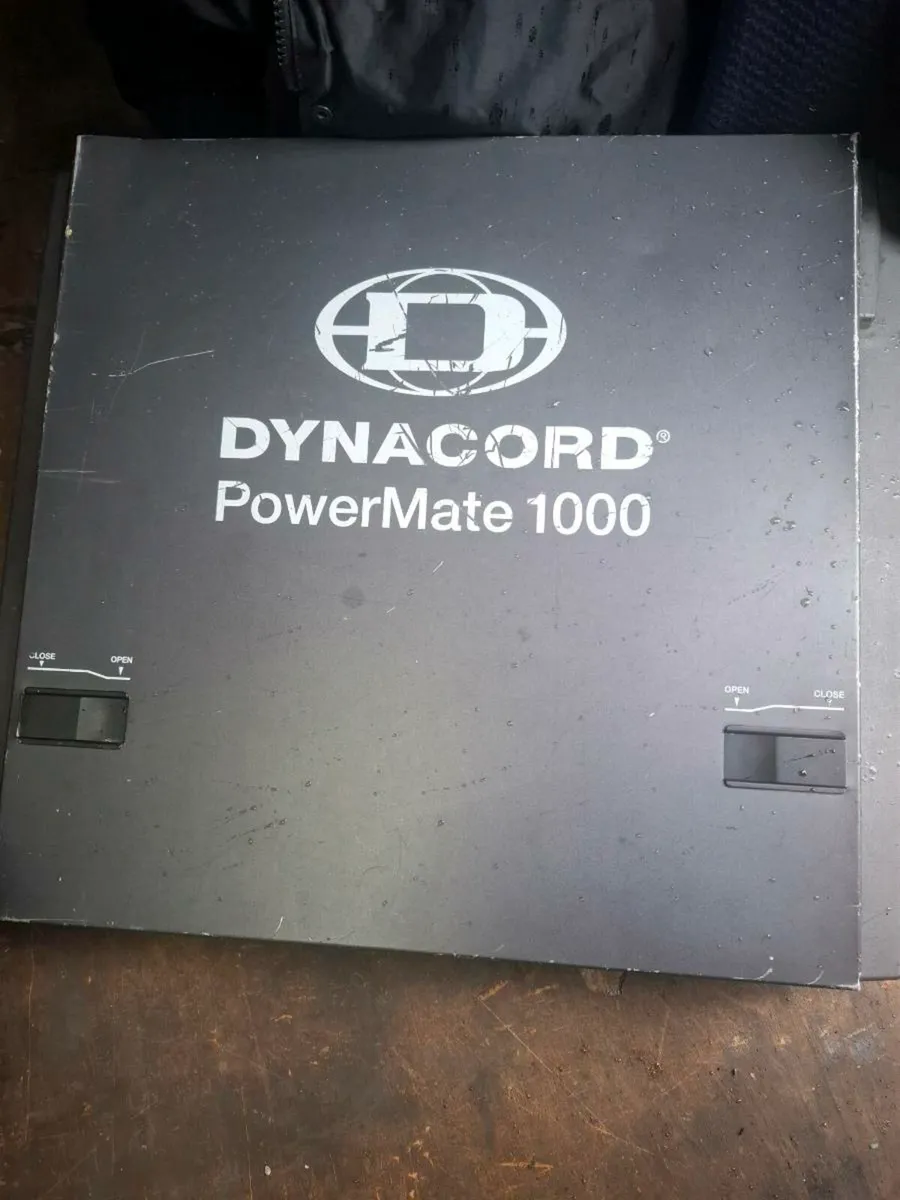 D
DYNACORD®
PowerMate 1000
CLOSE OPEN
OPEN CLOSE